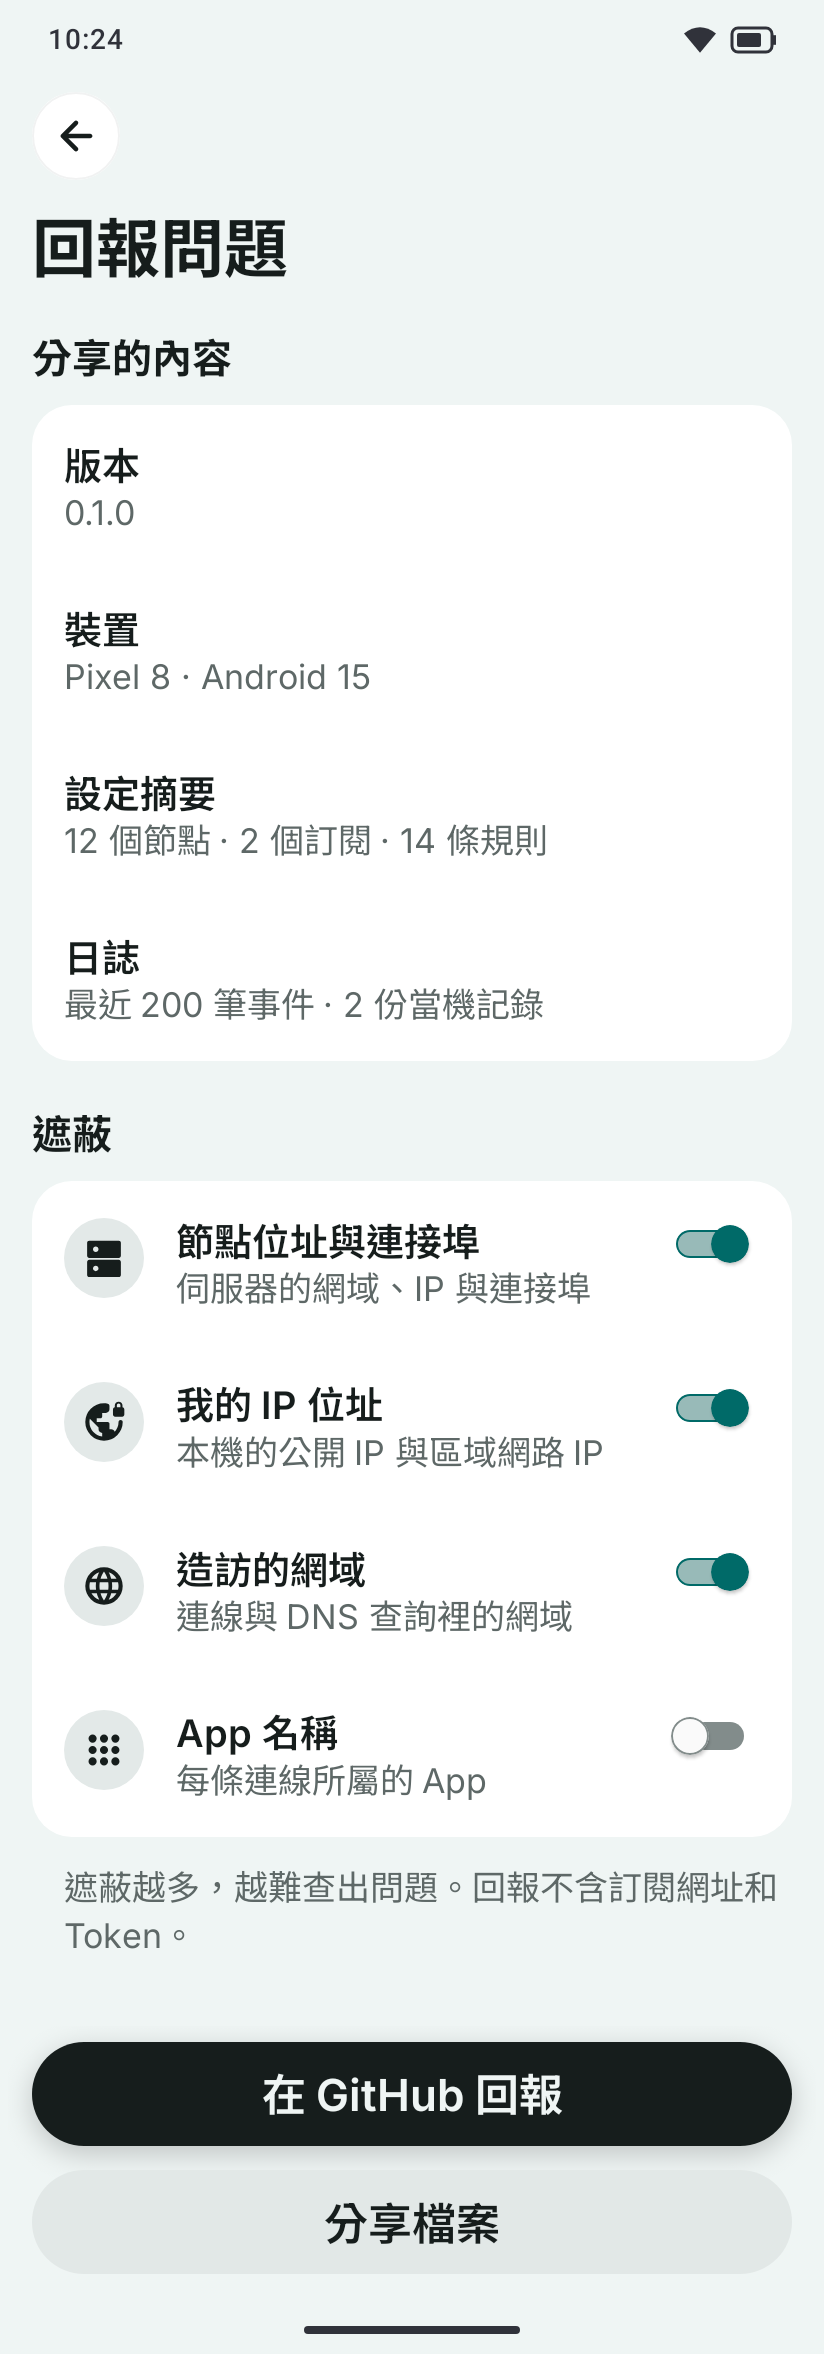 10:24
回報問題
分享的內容
版本
0.1.0
裝置
Pixel 8 · Android 15
設定摘要
12 個節點 · 2 個訂閱 · 14 條規則
日誌
最近 200 筆事件 · 2 份當機記錄
遮蔽
節點位址與連接埠
伺服器的網域、IP 與連接埠
我的 IP 位址
本機的公開 IP 與區域網路 IP
造訪的網域
連線與 DNS 查詢裡的網域
App 名稱
每條連線所屬的 App
遮蔽越多，越難查出問題。回報不含訂閱網址和
Token。
在 GitHub 回報
分享檔案